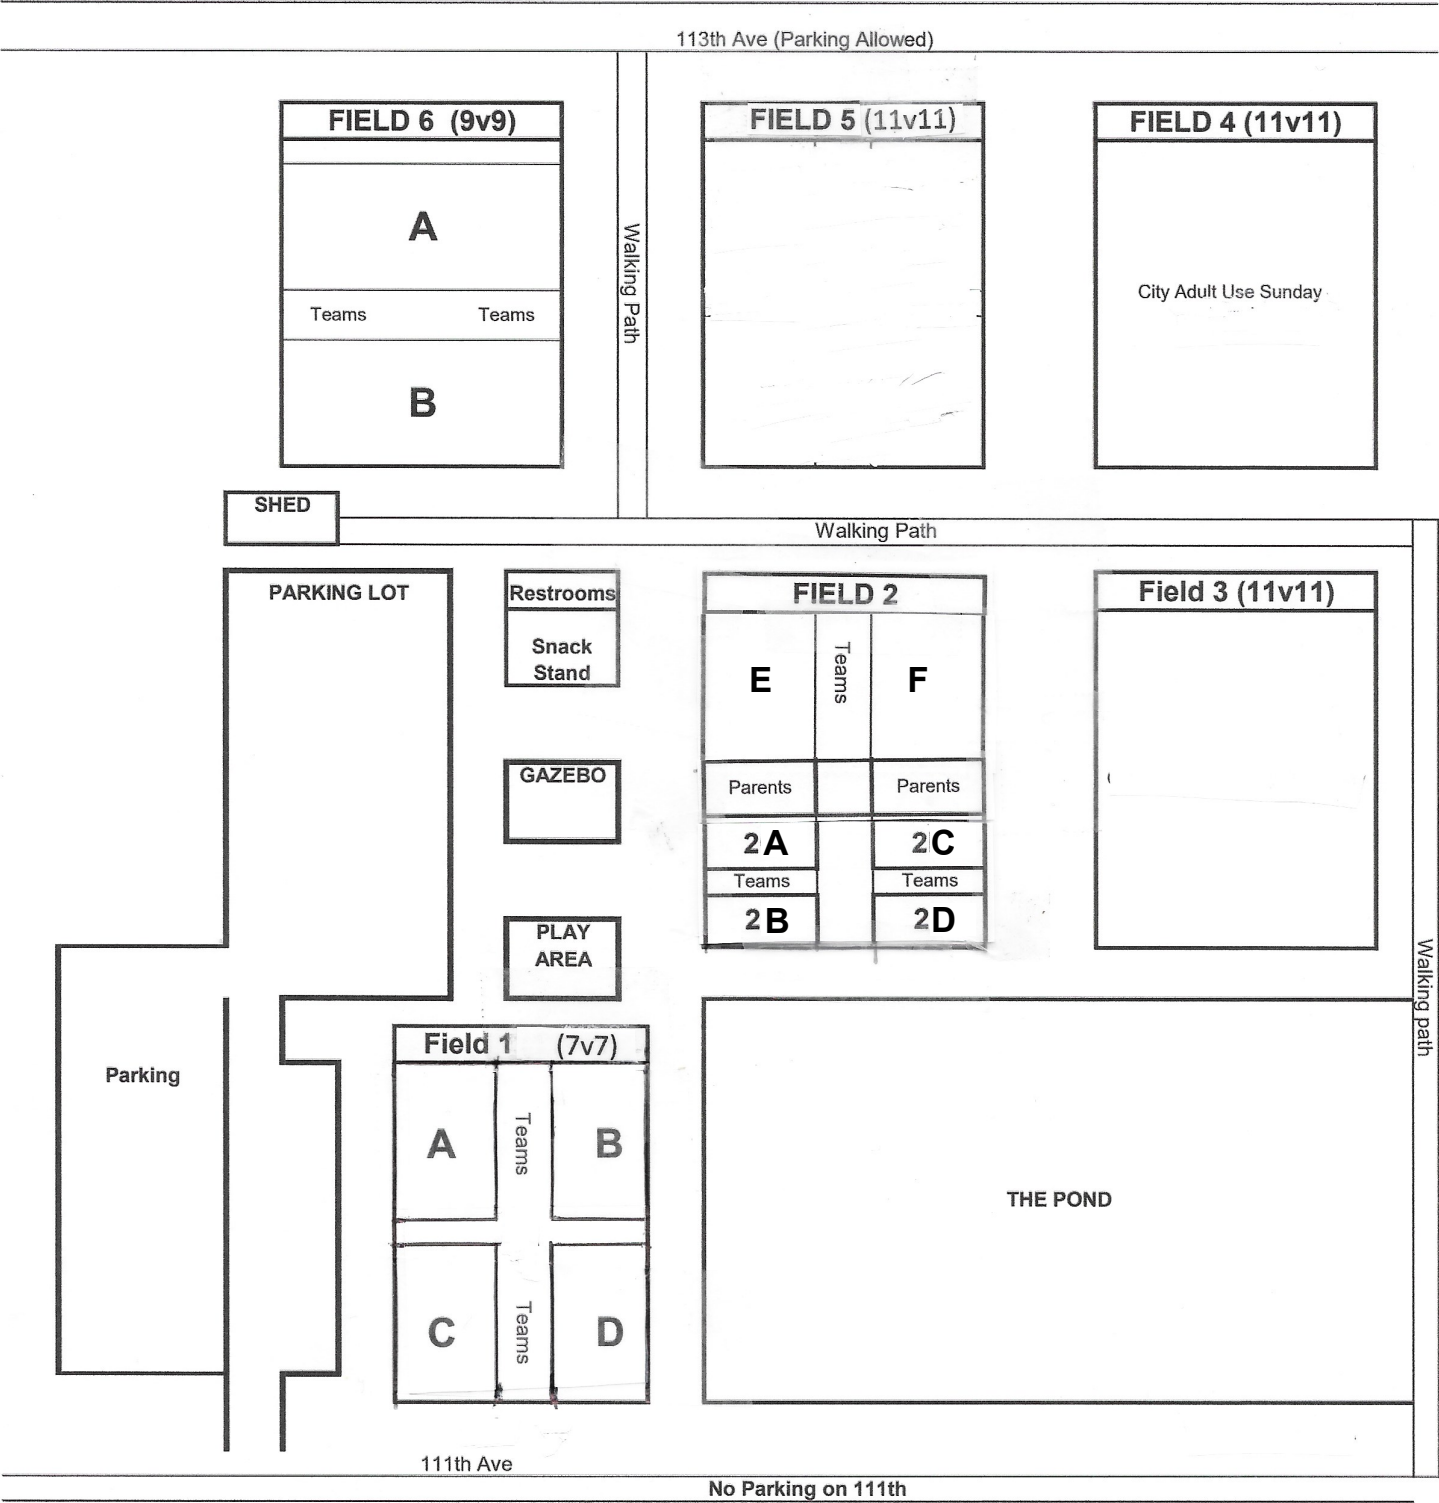 113th Ave (Parking Allowed)
FIELD 6 (9v9)
A
Teams Teams
B
Walking Path
FIELD 5 (11v11)
FIELD 4 (11v11)
City Adult Use Sunday
SHED
Walking Path
PARKING LOT
Restrooms
Snack
Stand
GAZEBO
PLAY
AREA
FIELD 2
E
Teams
F
Parents
Parents
2A
2C
Teams
Teams
2B
2D
Field 3 (11v11)
Walking path
Parking
Field 1 (7v7)
A
Teams
B
C
Teams
D
THE POND
111th Ave
No Parking on 111th